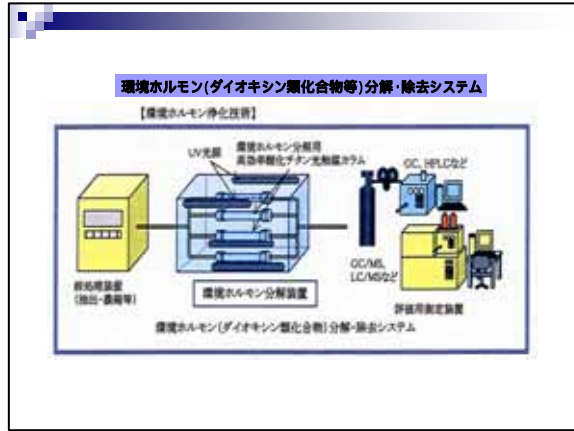 環境ホルモン(ダイオキシン類化合物等)分解・除去システム
【環境ホルモン浄化技術】
UV光源
環境ホルモン分解用
高効率酸化チタン光触媒カラム
GC, HPLCなど
GC/MS,
LC/MSなど
前処理装置
(抽出・濃縮等)
環境ホルモン分解装置
評価用測定装置
環境ホルモン(ダイオキシン類化合物)分解・除去システム